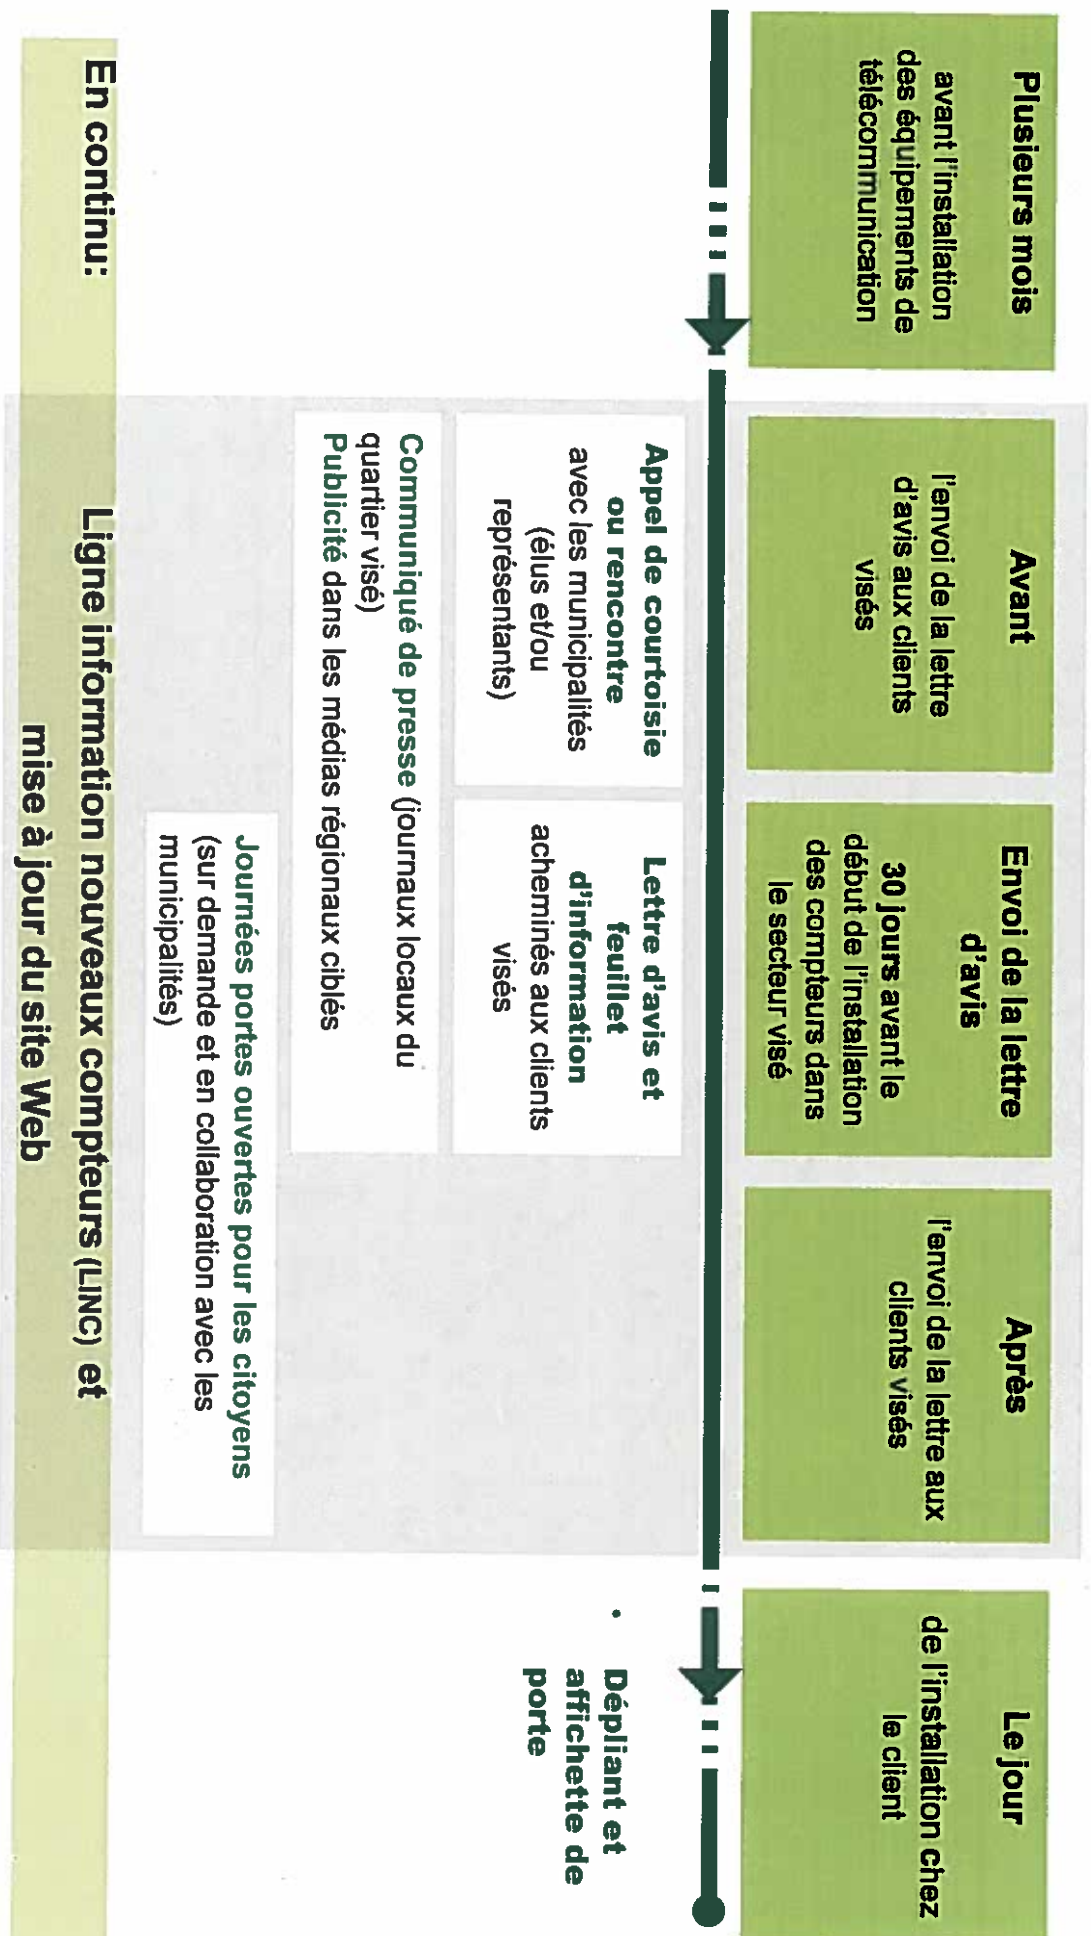 Plusieurs mois
avant l'installation
des équipements de
télécommunication
Avant
l'envoi de la lettre
d'avis aux clients
visés
Envoi de la lettre
d'avis
30 jours avant le
début de l'installation
des compteurs dans
le secteur visé
Après
l'envoi de la lettre aux
clients visés
Le jour
de l'installation chez
le client
Appel de courtoisie
ou rencontre
avec les municipalités
(élus et/ou
représentants)
Lettre d'avis et
feuillet
d'information
acheminés aux clients
visés
• Dépliant et
affichette de
porte
Communiqué de presse (journaux locaux du
quartier visé)
Publicité dans les médias régionaux ciblés
Journées portes ouvertes pour les citoyens
(sur demande et en collaboration avec les
municipalités)
En continu:
Ligne information nouveaux compteurs (LINC) et
mise à jour du site Web